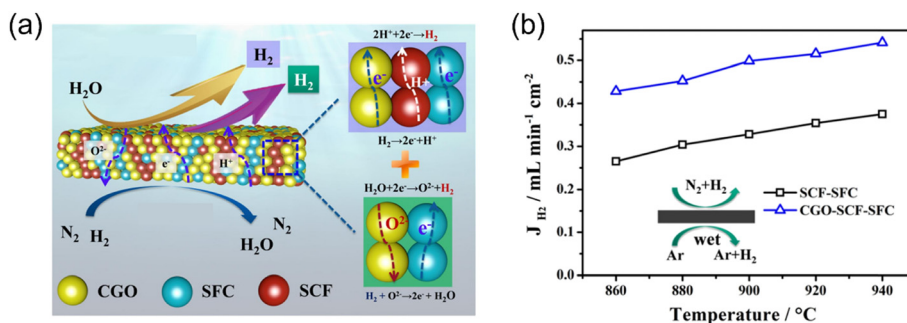 (a)
H2O
H2
H2
O2-
e-
H+
N2
H2
H2O
N2
CGO
SFC
SCF
2H++2e-→H2
e-
H+
e-
H2→2e-+H+
H2O+2e-→O2-+H2
O2-
e-
H2 + O2-→2e-+ H2O
(b)
J H2 / mL min-1 cm-2
0.5
0.4
0.3
0.2
0.1
0.0
860
880
900
920
940
Temperature / °C
SCF-SFC
CGO-SCF-SFC
N2+H2
wet
Ar
Ar+H2